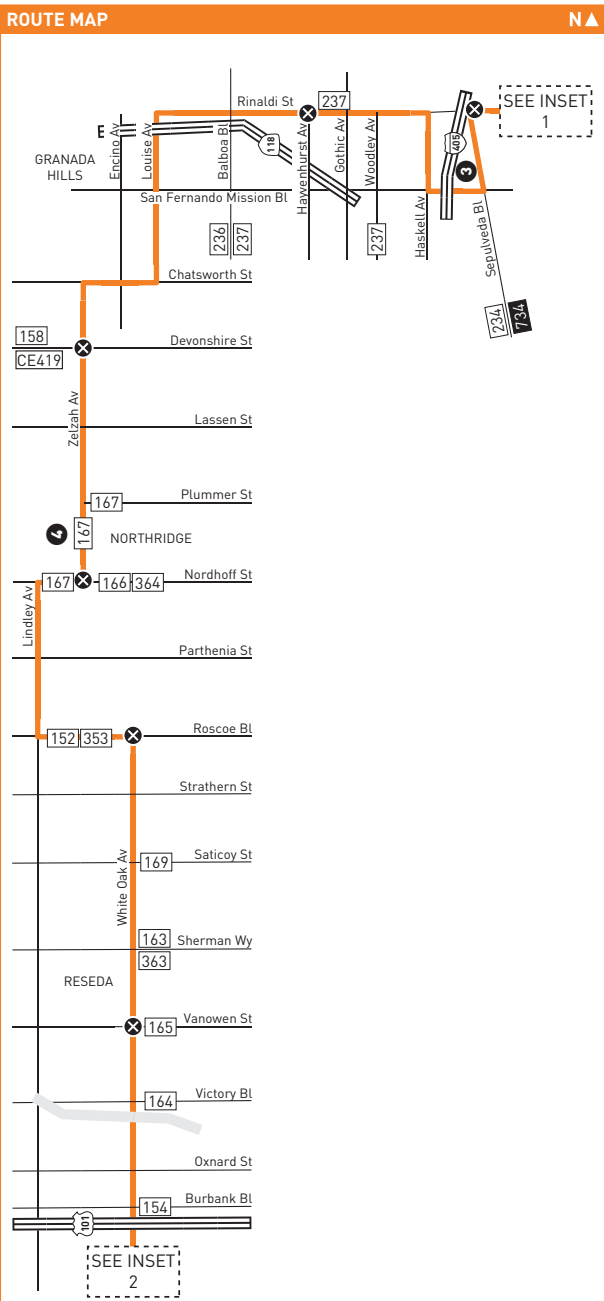 ROUTE MAP
N▲
Rinaldi St
237
SEE INSET
1
GRANADA
HILLS
Encino Av
Louise Av
Balboa Bl
118
Hawenhurst Av
Gothic Av
Woodley Av
405
3
San Fernando Mission Bl
Haskell Av
Sepulveda Bl
236
237
237
234
734
Chatsworth St
158
CE419
Devonshire St
Zelzah Av
Lassen St
Plummer St
167
4
167
NORTHRIDGE
Nordhoff St
167
166
364
Lindley Av
Parthenia St
Roscoe Bl
152
353
Strathern St
White Oak Av
169
Saticoy St
163
363
Sherman Wy
RESEDA
165
Vanowen St
164
Victory Bl
Oxnard St
154
Burbank Bl
101
SEE INSET
2